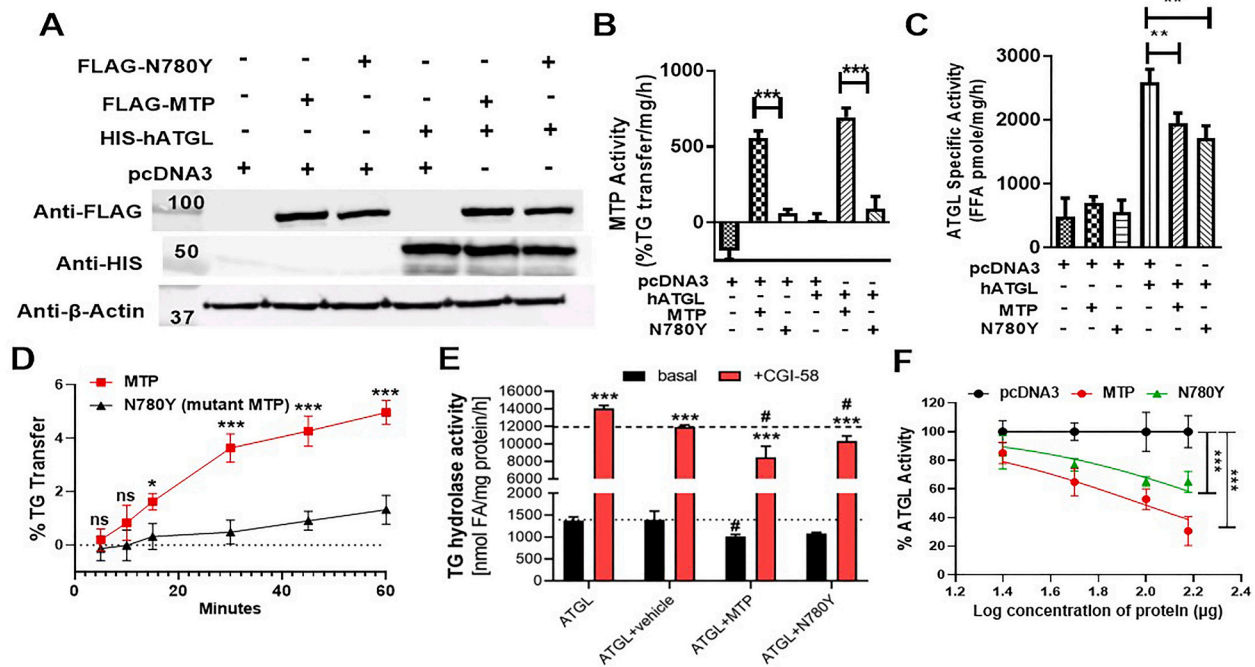 A
FLAG-N780Y - - + - - +
FLAG-MTP - + - - + -
HIS-hATGL - - - + + +
pcDNA3 + + + + - -
Anti-FLAG 100
Anti-HIS 50
Anti-β-Actin 37
B
MTP Activity
(%TG transfer/mg/h)
1000
500
0
*** ***
pcDNA3 + + + + - -
hATGL - - - + + +
MTP - + - - + -
N780Y - - + - - +
C
ATGL Specific Activity
(FFA pmole/mg/h)
3000
2000
1000
0
**
**
pcDNA3 + + + + - -
hATGL - - - + + +
MTP - + - - + -
N780Y - - + - - +
D
MTP
N780Y (mutant MTP)
% TG Transfer
6
4
2
0
ns ns * *** *** ***
0 20 40 60
Minutes
E
basal +CGI-58
TG hydrolase activity
[nmol FA/mg protein/h]
16000
14000
12000
10000
8000
6000
2000
1500
1000
500
0
*** *** # *** # ***
#
ATGL
ATGL+vehicle
ATGL+MTP
ATGL+N780Y
F
pcDNA3 MTP N780Y
% ATGL Activity
120
100
80
60
40
20
0
***
***
1.2 1.4 1.6 1.8 2.0 2.2 2.4
Log concentration of protein (µg)